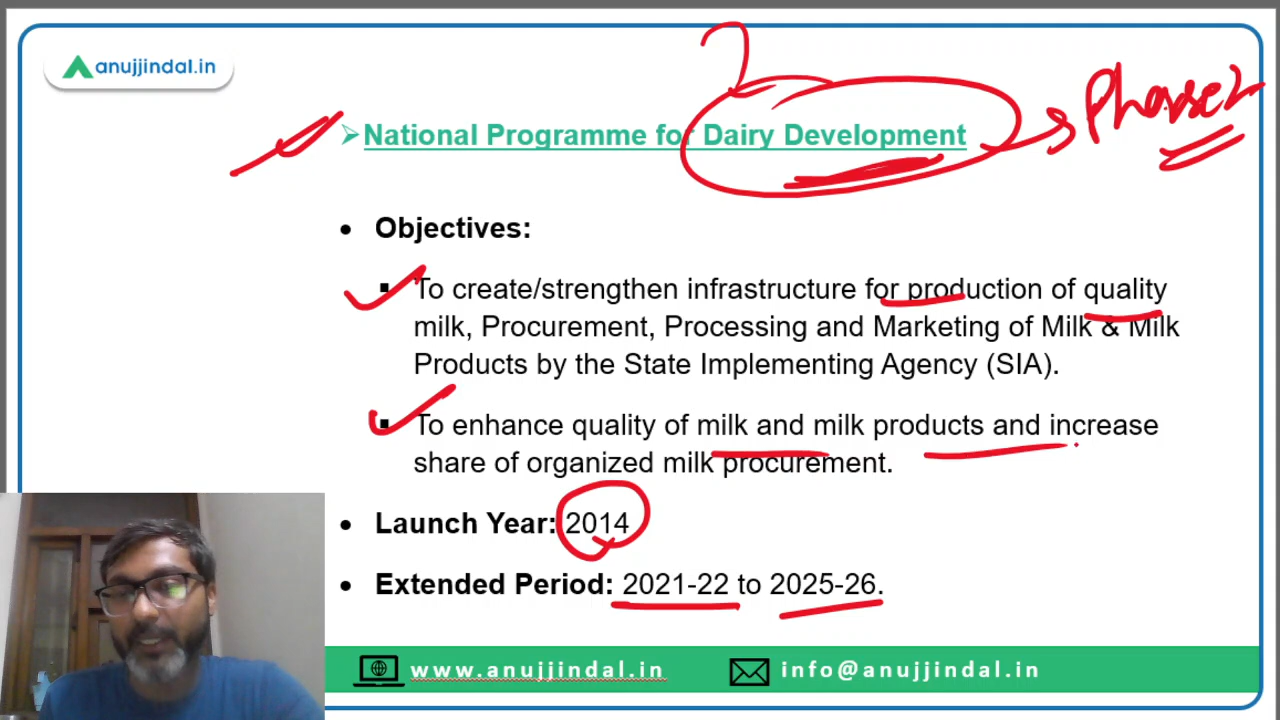 anujjindal.in
Phase 2
➢National Programme for Dairy Development
• Objectives:
▪ To create/strengthen infrastructure for production of quality
milk, Procurement, Processing and Marketing of Milk & Milk
Products by the State Implementing Agency (SIA).
▪ To enhance quality of milk and milk products and increase
share of organized milk procurement.
• Launch Year: 2014
• Extended Period: 2021-22 to 2025-26.
www.anujjindal.in info@anujjindal.in